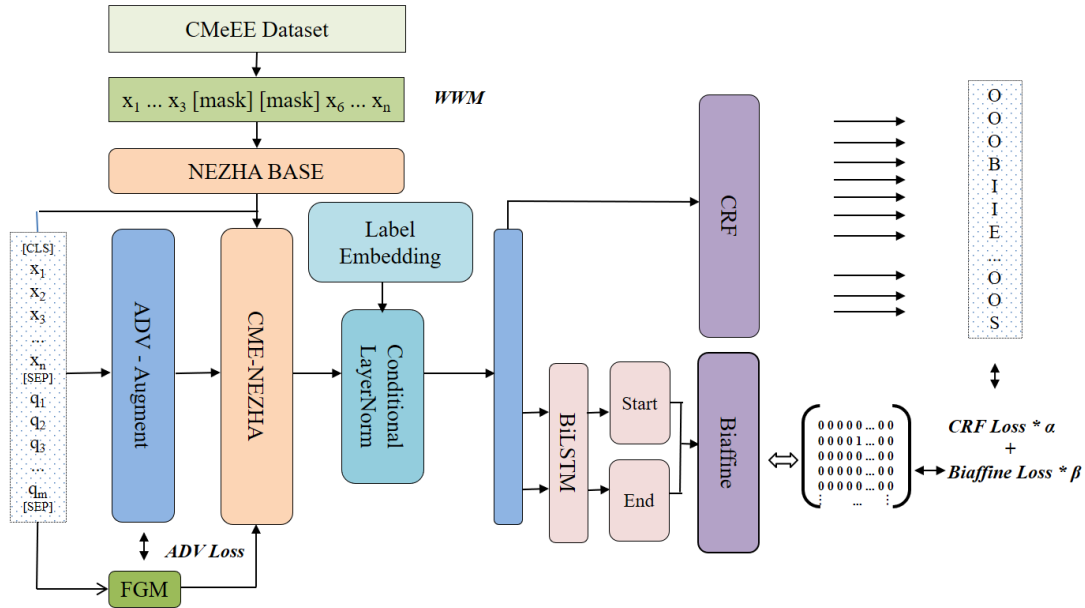 CMeEE Dataset
x1 ... x3 [mask] [mask] x6 ... xn
WWM
NEZHA BASE
[CLS]
x1
x2
x3
...
xn
[SEP]
q1
q2
q3
...
qm
[SEP]
ADV - Augment
ADV Loss
FGM
CME-NEZHA
Label
Embedding
Conditional
LayerNorm
BiLSTM
Start
End
CRF
Biaffine
O
O
O
B
I
I
E
...
O
O
S
0 0 0 0 0 ... 0 0
0 0 0 0 1 ... 0 0
0 0 0 0 0 ... 0 0
0 0 0 0 0 ... 0 0
0 0 0 0 0 ... 0 0
⋮ ... ⋮
CRF Loss * α
+
Biaffine Loss * β